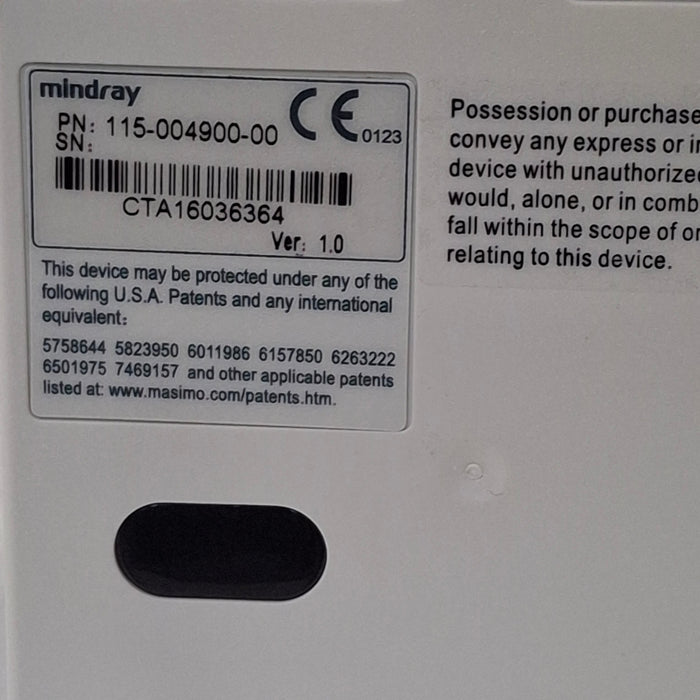 mindray
CE 0123
PN: 115-004900-00
SN:
CTA16036364
Ver: 1.0
This device may be protected under any of the
following U.S.A. Patents and any international
equivalent:
5758644 5823950 6011986 6157850 6263222
6501975 7469157 and other applicable patents
listed at: www.masimo.com/patents.htm.
Possession or purchase
convey any express or
device with unauthorized
would, alone, or in comb
fall within the scope of
relating to this device.